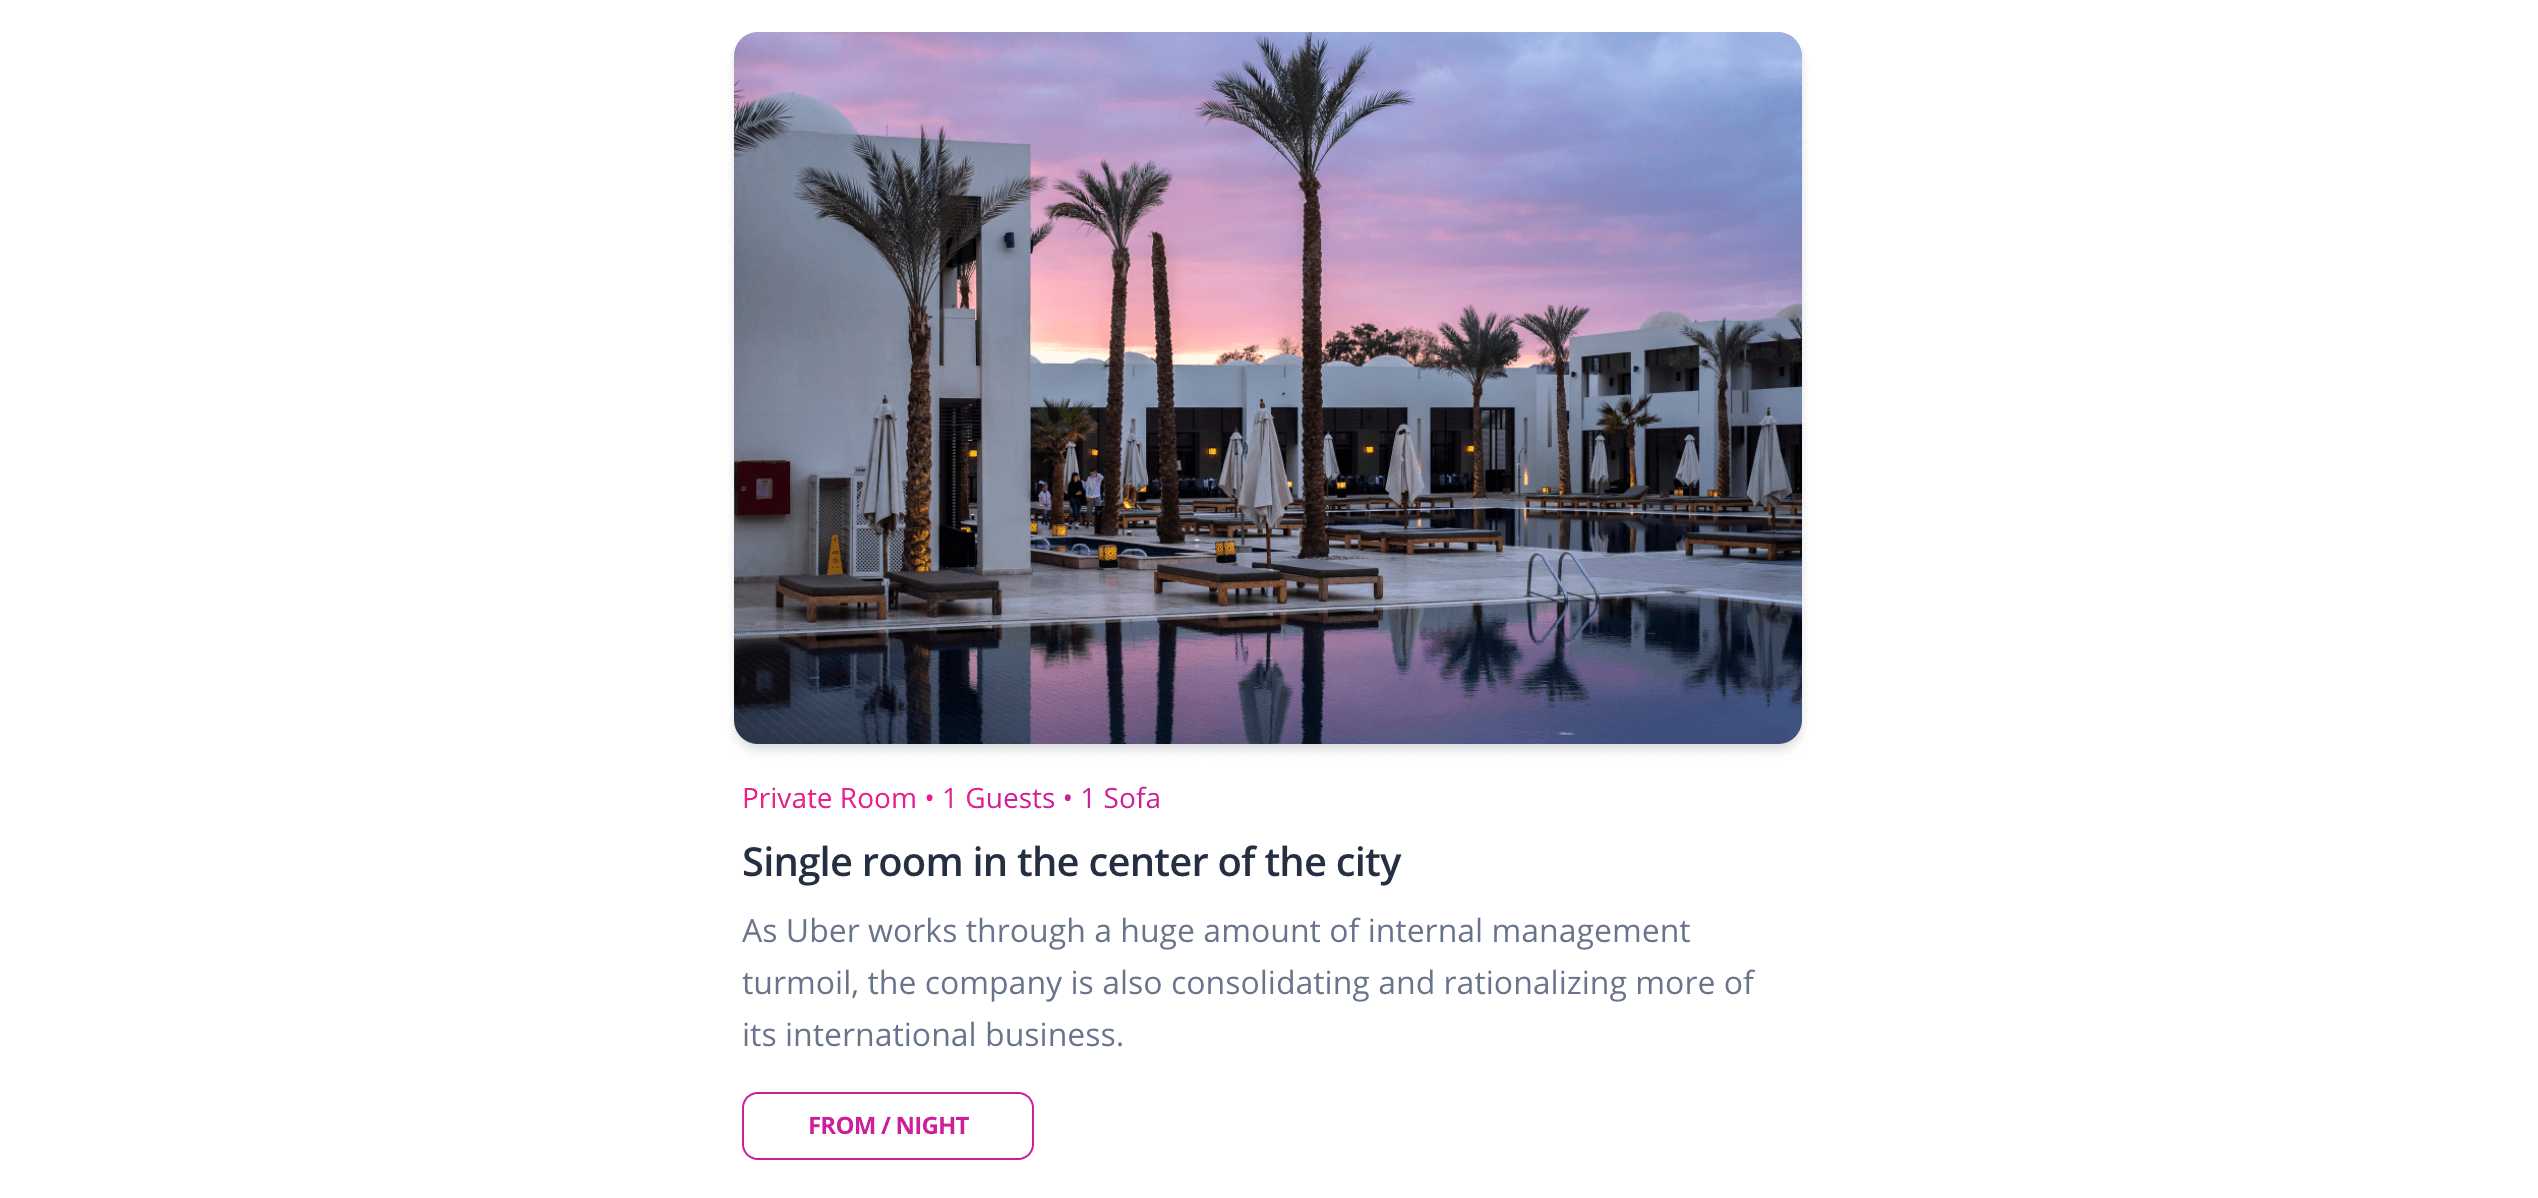 Private Room • 1 Guests • 1 Sofa
Single room in the center of the city
As Uber works through a huge amount of internal management
turmoil, the company is also consolidating and rationalizing more of
its international business.
FROM / NIGHT